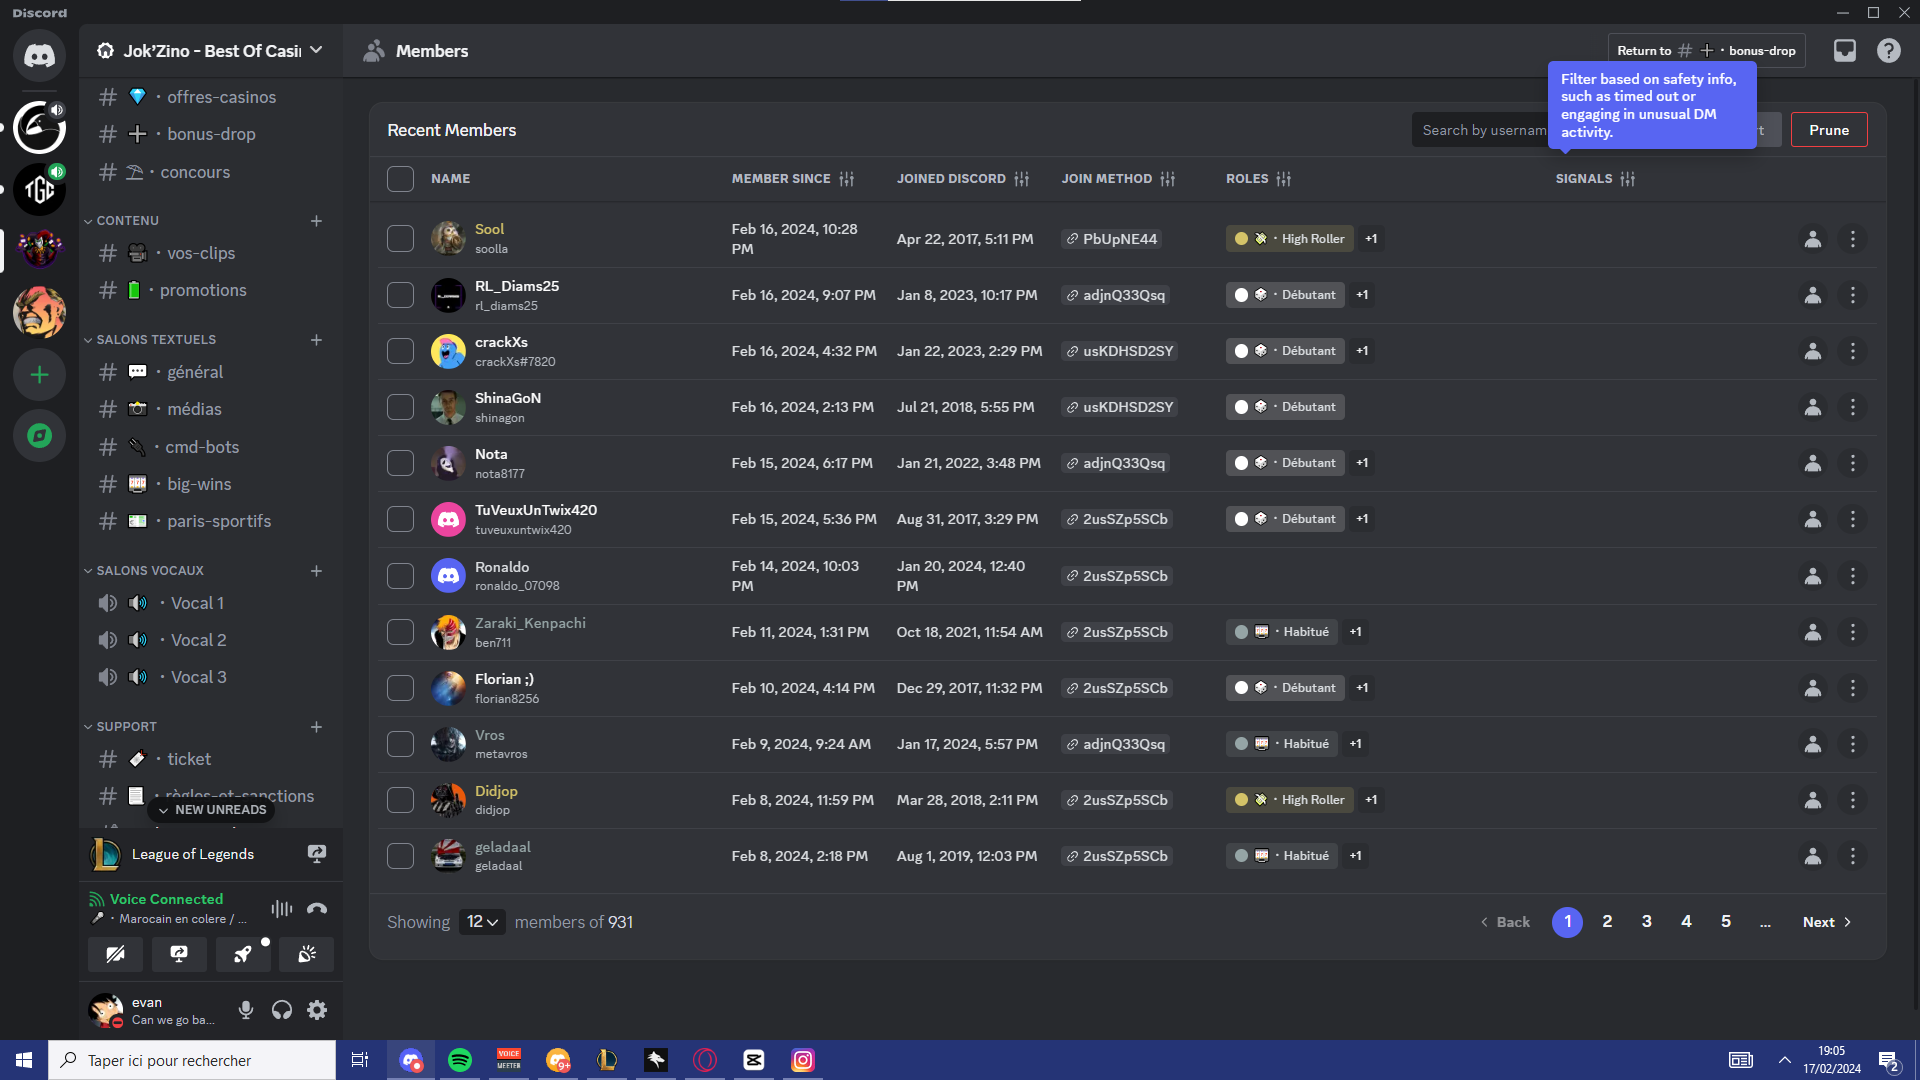 Discord
Jok'Zino - Best Of Casi
Members
Return to # + · bonus-drop
offres-casinos
· bonus-drop
· concours
CONTENU
· vos-clips
· promotions
SALONS TEXTUELS
· général
· médias
· cmd-bots
· big-wins
· paris-sportifs
SALONS VOCAUX
· Vocal 1
· Vocal 2
· Vocal 3
SUPPORT
· ticket
· règles-et-sanctions
NEW UNREADS
League of Legends
Voice Connected
· Marocain en colere / ...
evan
Can we go ba...
Filter based on safety info,
such as timed out or
engaging in unusual DM
activity.
Recent Members
Search by usernam
Prune
NAME MEMBER SINCE JOINED DISCORD JOIN METHOD ROLES SIGNALS
Sool
soolla
Feb 16, 2024, 10:28
PM
Apr 22, 2017, 5:11 PM
PbUpNE44
· High Roller +1
RL_Diams25
rl_diams25
Feb 16, 2024, 9:07 PM
Jan 8, 2023, 10:17 PM
adjnQ33Qsq
· Débutant +1
crackXs
crackXs#7820
Feb 16, 2024, 4:32 PM
Jan 22, 2023, 2:29 PM
usKDHSD2SY
· Débutant +1
ShinaGoN
shinagon
Feb 16, 2024, 2:13 PM
Jul 21, 2018, 5:55 PM
usKDHSD2SY
· Débutant
Nota
nota8177
Feb 15, 2024, 6:17 PM
Jan 21, 2022, 3:48 PM
adjnQ33Qsq
· Débutant +1
TuVeuxUnTwix420
tuveuxuntwix420
Feb 15, 2024, 5:36 PM
Aug 31, 2017, 3:29 PM
2usSZp5SCb
· Débutant +1
Ronaldo
ronaldo_07098
Feb 14, 2024, 10:03
PM
Jan 20, 2024, 12:40
PM
2usSZp5SCb
Zaraki_Kenpachi
ben711
Feb 11, 2024, 1:31 PM
Oct 18, 2021, 11:54 AM
2usSZp5SCb
· Habitué +1
Florian ;)
florian8256
Feb 10, 2024, 4:14 PM
Dec 29, 2017, 11:32 PM
2usSZp5SCb
· Débutant +1
Vros
metavros
Feb 9, 2024, 9:24 AM
Jan 17, 2024, 5:57 PM
adjnQ33Qsq
· Habitué +1
Didjop
didjop
Feb 8, 2024, 11:59 PM
Mar 28, 2018, 2:11 PM
2usSZp5SCb
· High Roller +1
geladaal
geladaal
Feb 8, 2024, 2:18 PM
Aug 1, 2019, 12:03 PM
2usSZp5SCb
· Habitué +1
Showing 12 members of 931
Back 1 2 3 4 5 ... Next
Taper ici pour rechercher
VOICE
MEETER
9+
19:05
17/02/2024
2
TGC